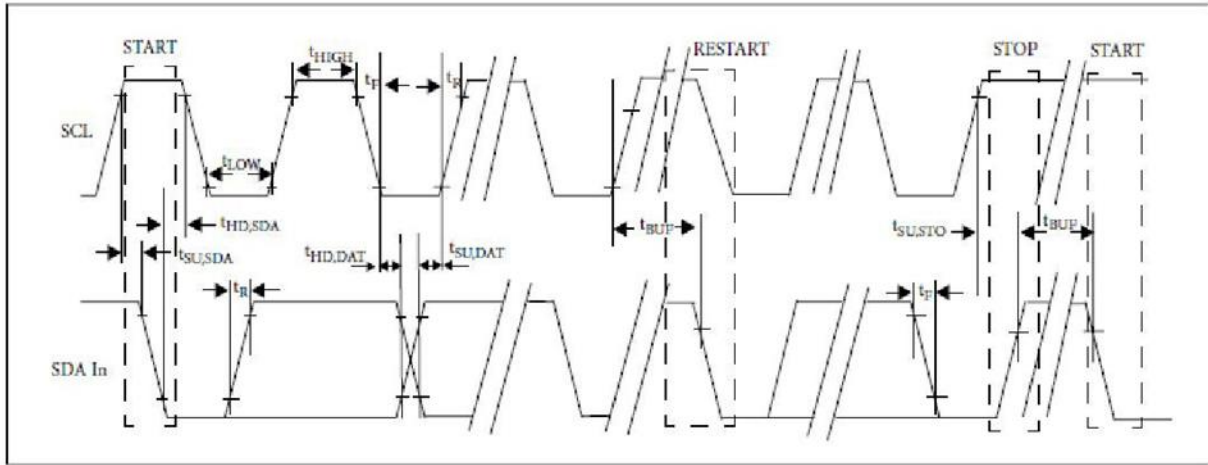 START
RESTART
STOP
START
tHIGH
tF
tR
SCL
tLOW
tHD,SDA
tSU,SDA
tHD,DAT
tSU,DAT
tBUF
tSU,STO
tBUF
tR
tF
SDA In